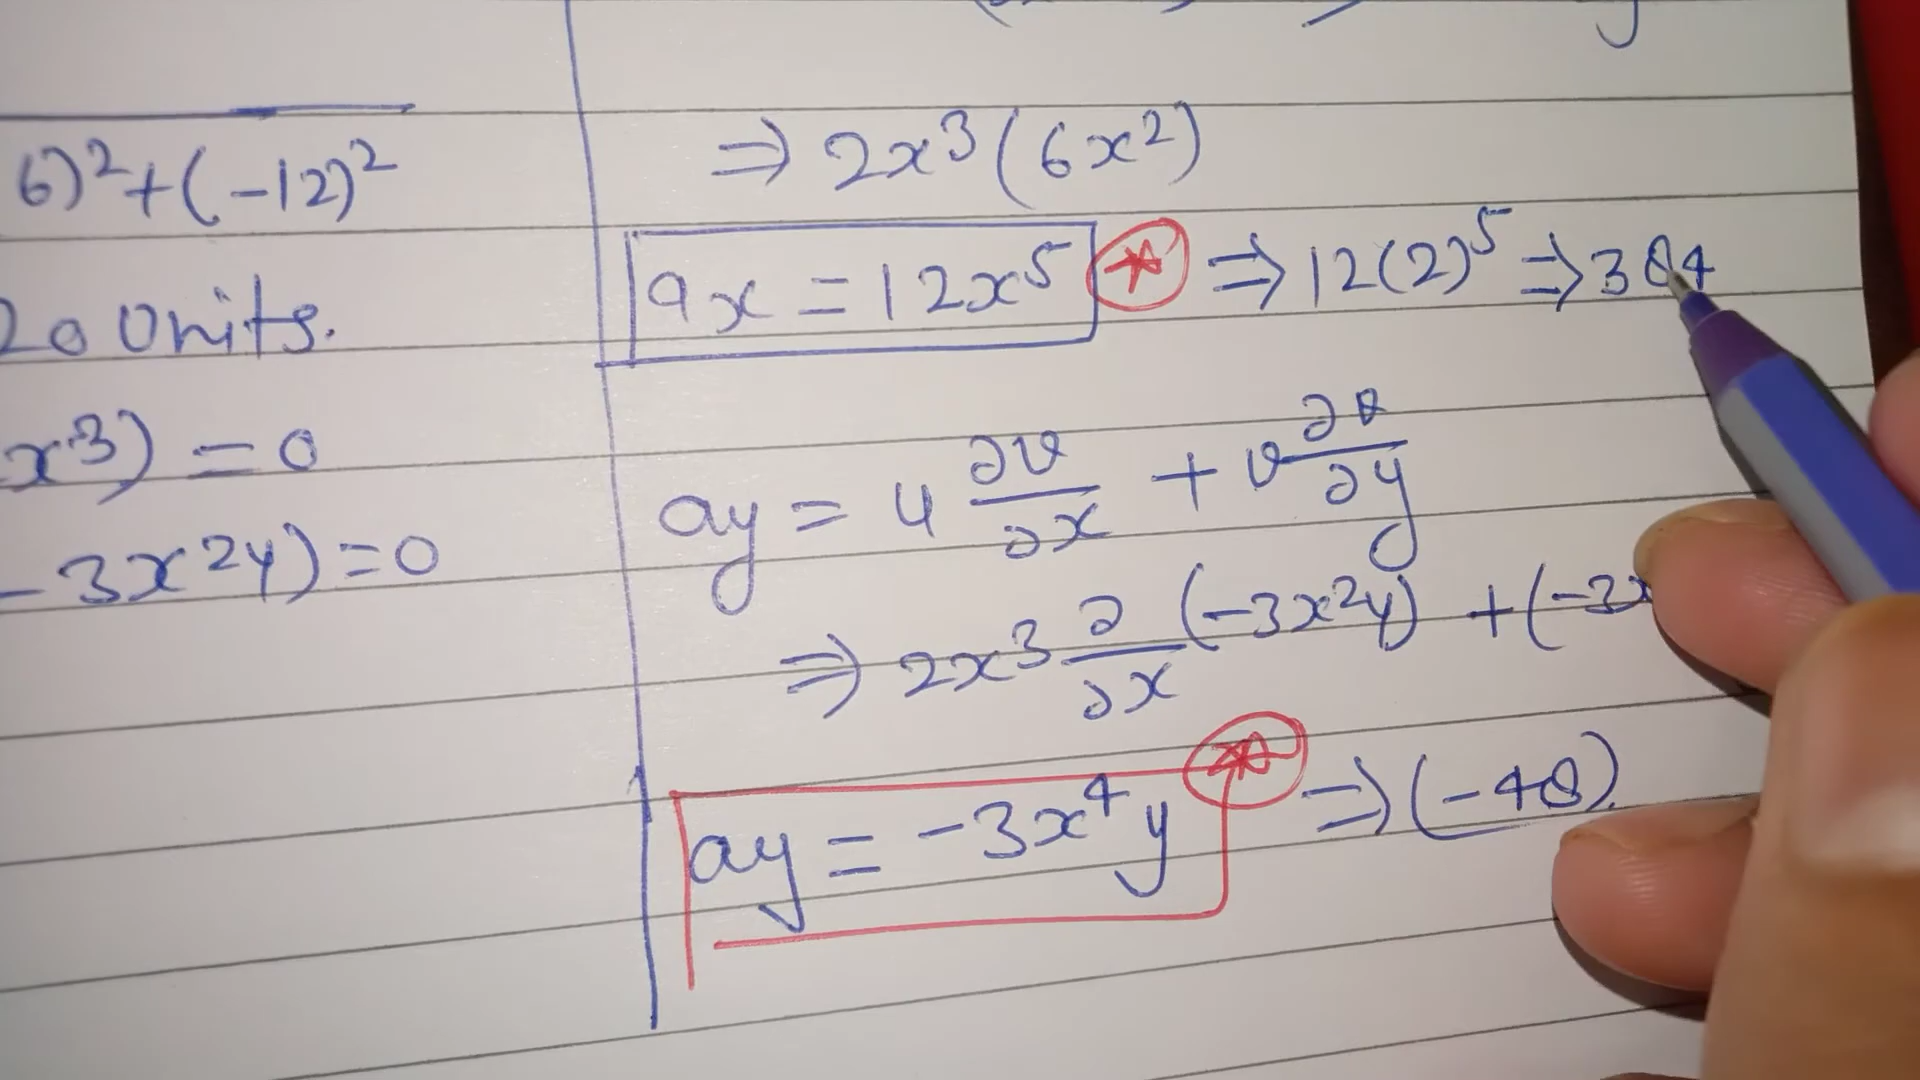 6)²+(-12)²
20 Units.
x³) = 0
- 3x²y) = 0
⇒ 2x³(6x²)
ax = 12x⁵ ⇒ 12(2)⁵ ⇒ 384
ay = u ∂v/∂x + v ∂v/∂y
⇒ 2x³ ∂/∂x (-3x²y) + (-3x
ay = -3x⁴y ⇒ (-48)